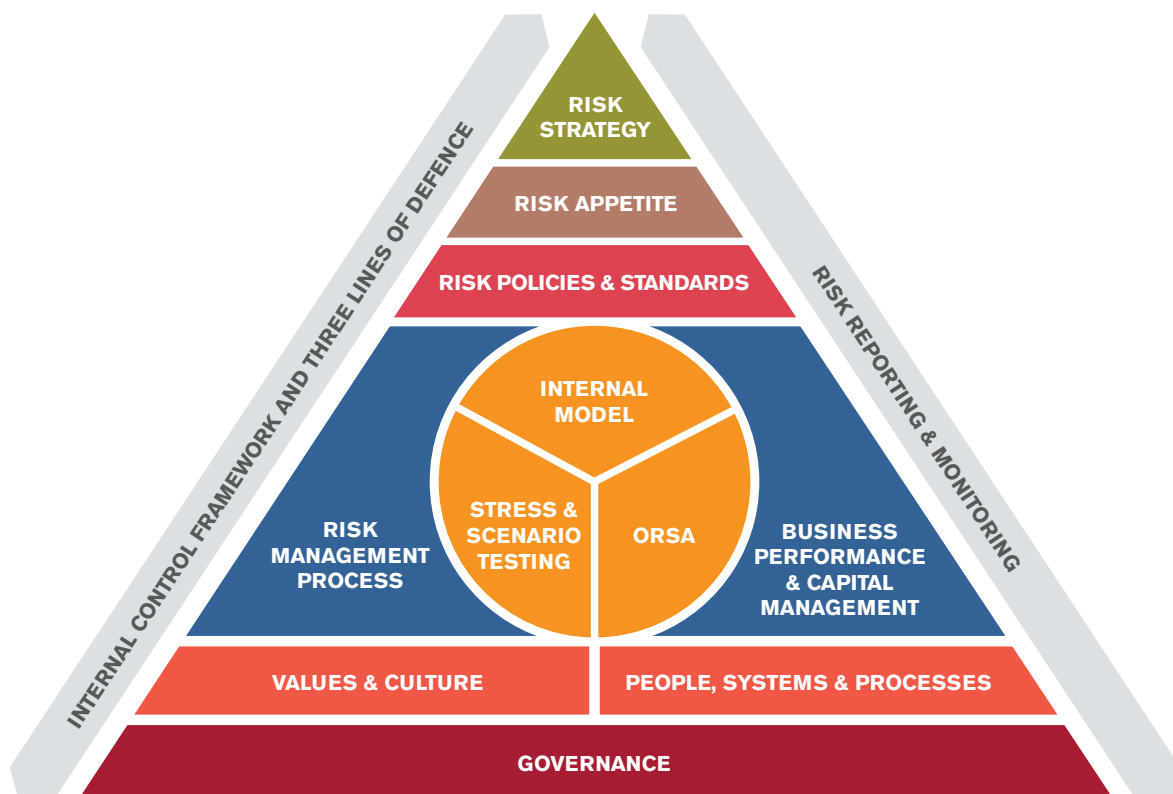 RISK
STRATEGY
RISK APPETITE
RISK POLICIES & STANDARDS
INTERNAL CONTROL FRAMEWORK AND THREE LINES OF DEFENCE
RISK REPORTING & MONITORING
INTERNAL
MODEL
STRESS &
SCENARIO
TESTING
ORSA
RISK
MANAGEMENT
PROCESS
BUSINESS
PERFORMANCE
& CAPITAL
MANAGEMENT
VALUES & CULTURE
PEOPLE, SYSTEMS & PROCESSES
GOVERNANCE